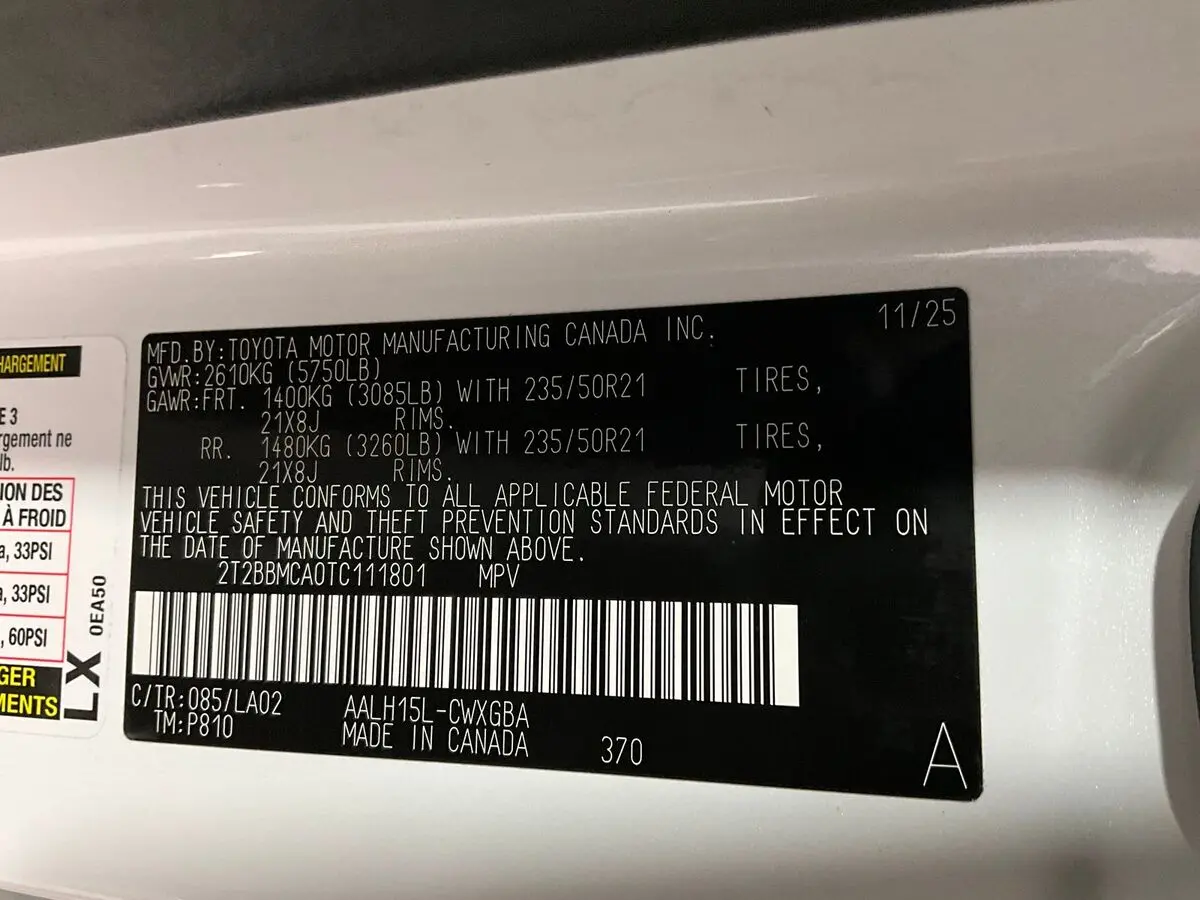 HARGEMENT
E 3
rgement ne
lb.
ION DES
À FROID
a, 33PSI
a, 33PSI
, 60PSI
GER
MENTS
LX 0EA50
11/25
MFD.BY:TOYOTA MOTOR MANUFACTURING CANADA INC.
GVWR:2610KG (5750LB)
GAWR:FRT. 1400KG (3085LB) WITH 235/50R21 TIRES,
21X8J RIMS.
RR. 1480KG (3260LB) WITH 235/50R21 TIRES,
21X8J RIMS.
THIS VEHICLE CONFORMS TO ALL APPLICABLE FEDERAL MOTOR
VEHICLE SAFETY AND THEFT PREVENTION STANDARDS IN EFFECT ON
THE DATE OF MANUFACTURE SHOWN ABOVE.
2T2BBMCA0TC111801 MPV
C/TR:085/LA02 AALH15L-CWXGBA
TM:P810 MADE IN CANADA 370
A